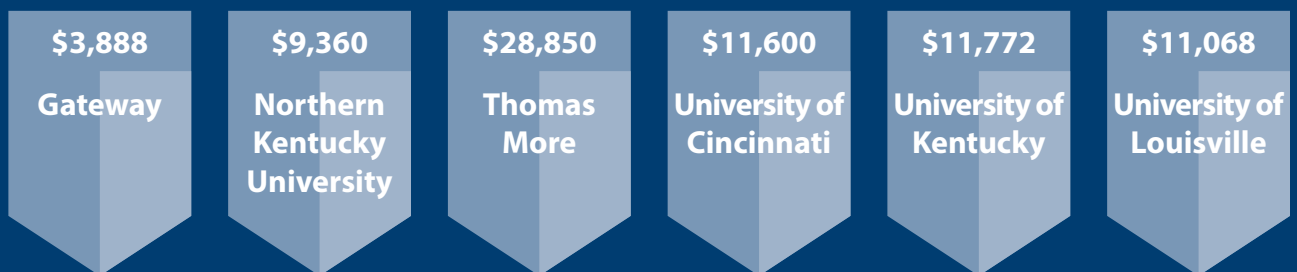 $3,888
Gateway
$9,360
Northern
Kentucky
University
$28,850
Thomas
More
$11,600
University of
Cincinnati
$11,772
University of
Kentucky
$11,068
University of
Louisville